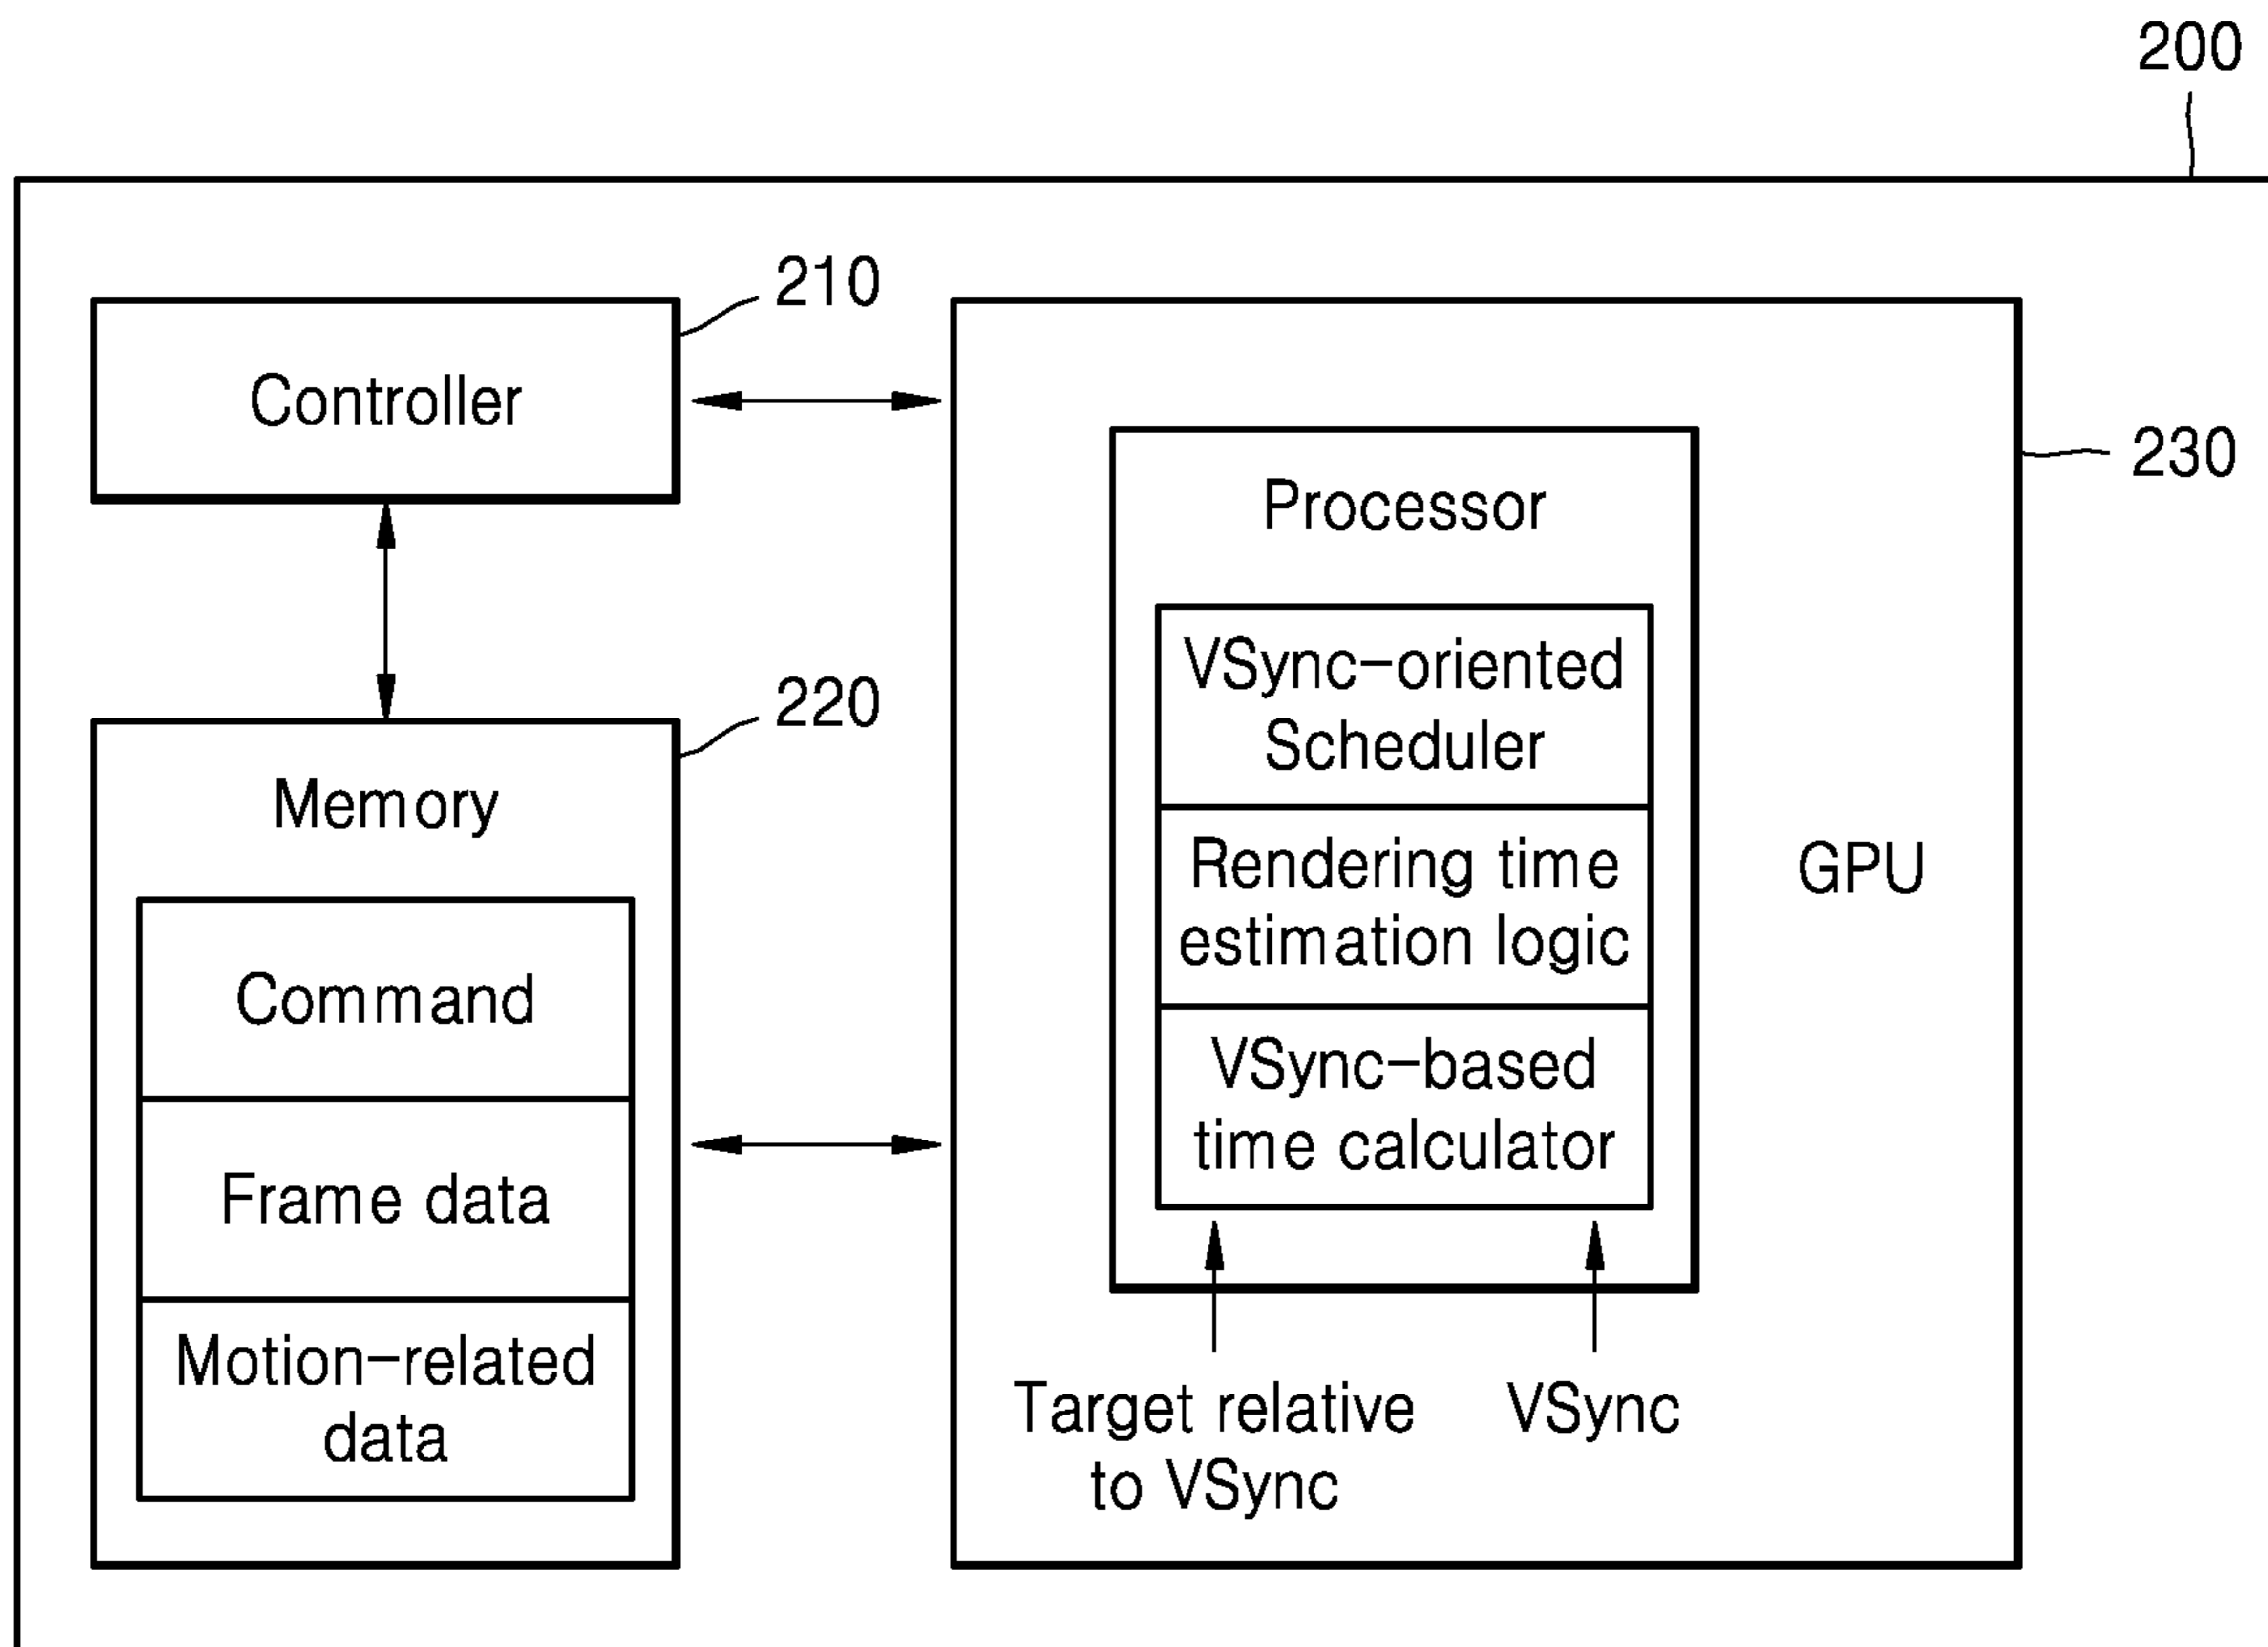 200
210
Controller
230
Processor
VSync-oriented
Scheduler
220
Memory
Rendering time
estimation logic
GPU
Command
VSync-based
time calculator
Frame data
Motion-related
data
Target relative
to VSync
VSync